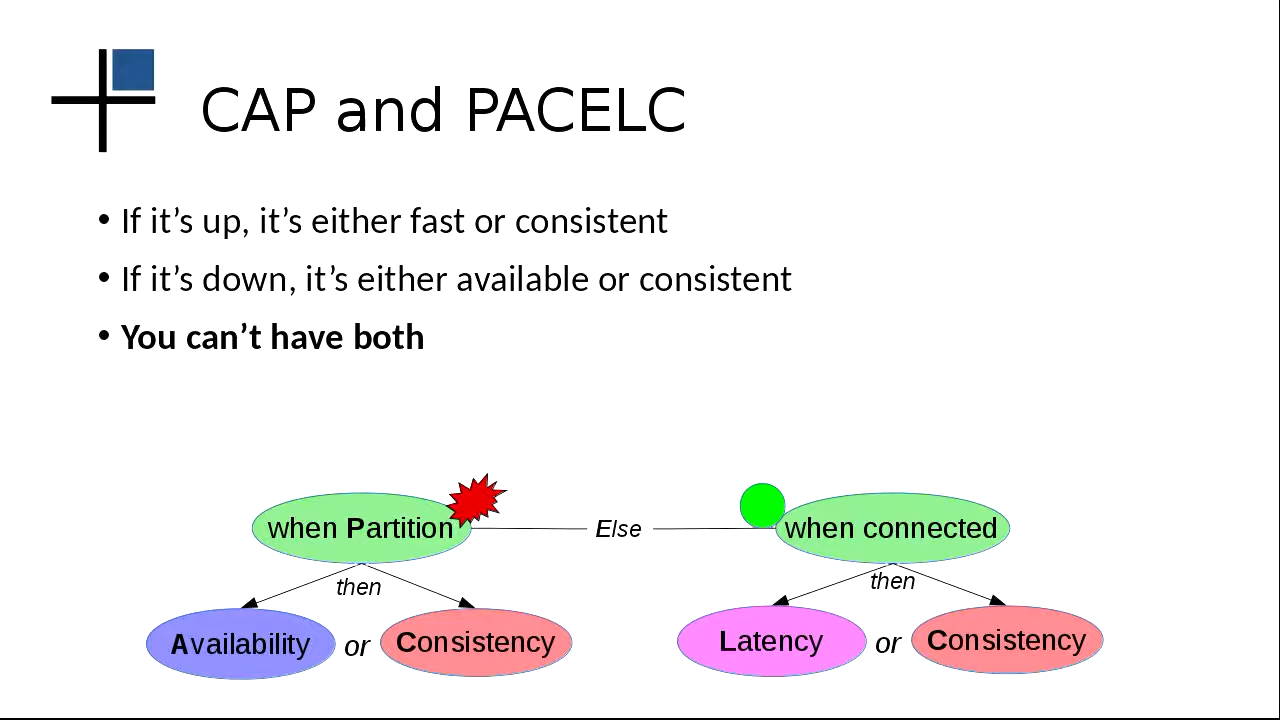 CAP and PACELC
• If it’s up, it’s either fast or consistent
• If it’s down, it’s either available or consistent
• You can’t have both
when Partition
Else
when connected
then
then
Availability
or
Consistency
Latency
or
Consistency